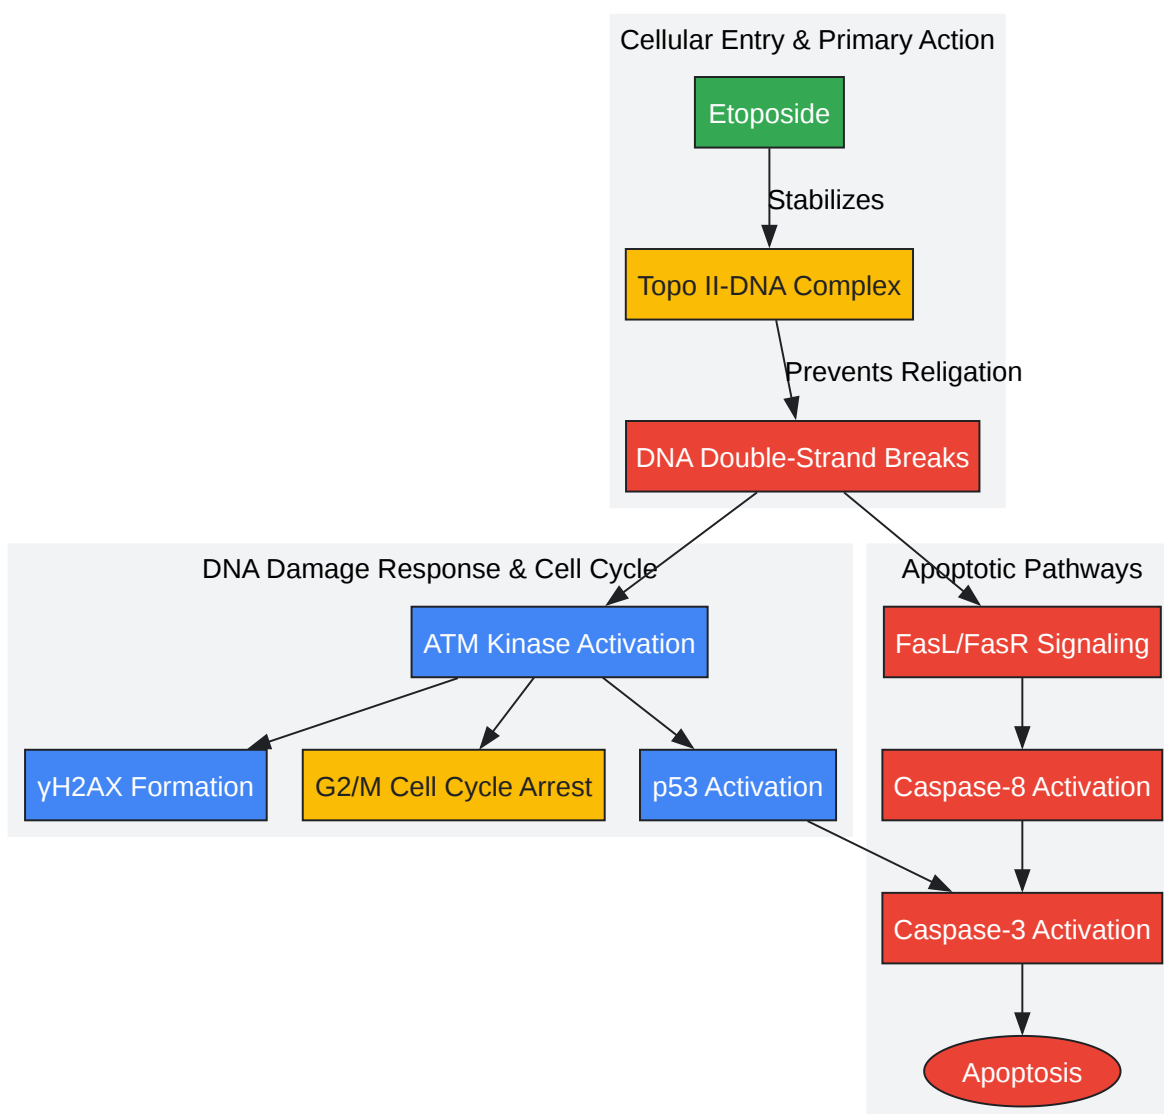 Cellular Entry & Primary Action
Etoposide
Stabilizes
Topo II-DNA Complex
Prevents Religation
DNA Double-Strand Breaks
DNA Damage Response & Cell Cycle
Apoptotic Pathways
ATM Kinase Activation
FasL/FasR Signaling
γH2AX Formation
G2/M Cell Cycle Arrest
p53 Activation
Caspase-8 Activation
Caspase-3 Activation
Apoptosis